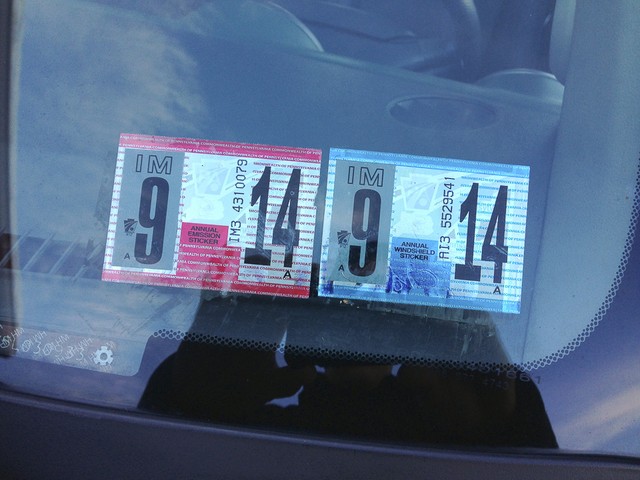 IM
9
A
ANNUAL
EMISSION
STICKER
IM3 4310079
14
A
IM
9
A
ANNUAL
WINDSHIELD
STICKER
AI3 5529541
14
A